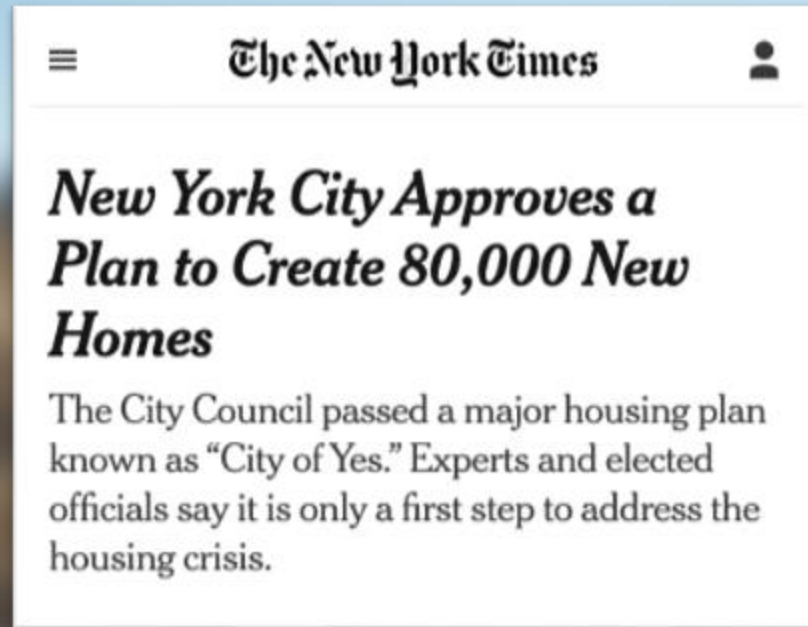 The New York Times
New York City Approves a
Plan to Create 80,000 New
Homes
The City Council passed a major housing plan
known as “City of Yes.” Experts and elected
officials say it is only a first step to address the
housing crisis.